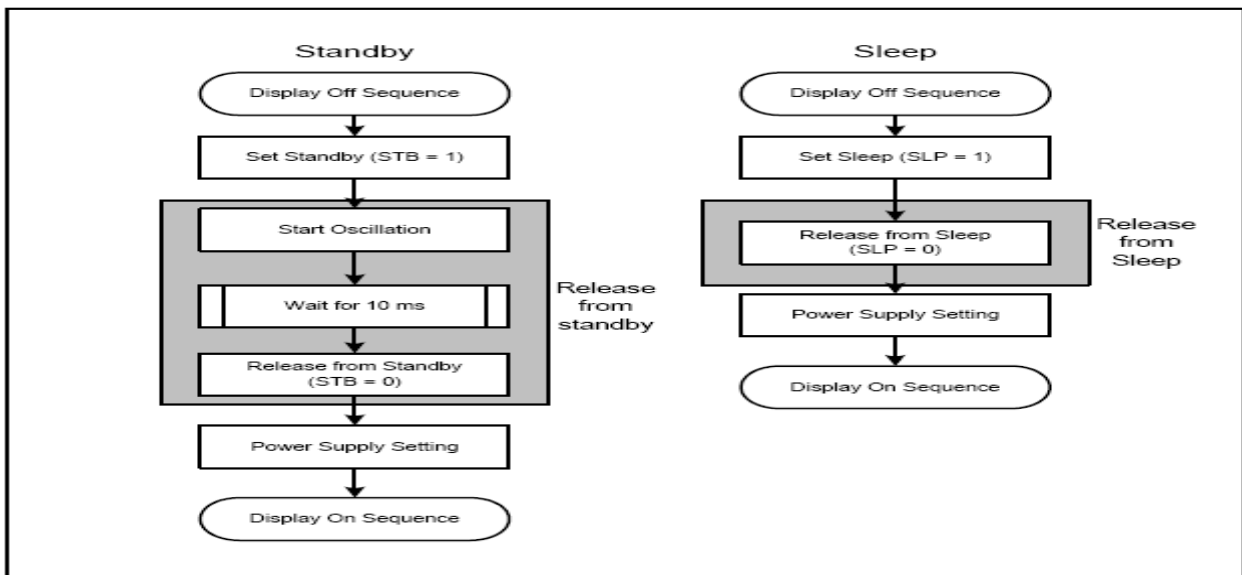 Standby
Display Off Sequence
Set Standby (STB = 1)
Start Oscillation
Wait for 10 ms
Release from Standby
(STB = 0)
Release
from
standby
Power Supply Setting
Display On Sequence
Sleep
Display Off Sequence
Set Sleep (SLP = 1)
Release from Sleep
(SLP = 0)
Release
from
Sleep
Power Supply Setting
Display On Sequence